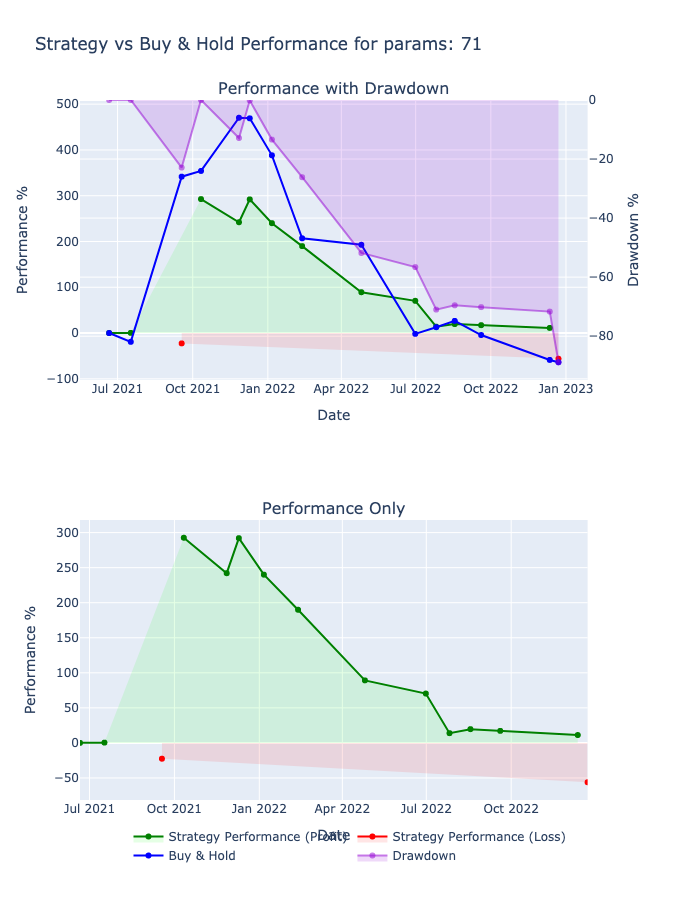 Strategy vs Buy & Hold Performance for params: 71
Performance with Drawdown
500
400
300
200
100
0
−100
0
−20
−40
−60
−80
Performance %
Drawdown %
Jul 2021
Oct 2021
Jan 2022
Apr 2022
Jul 2022
Oct 2022
Jan 2023
Date
Performance Only
300
250
200
150
100
50
0
−50
Performance %
Jul 2021
Oct 2021
Jan 2022
Apr 2022
Jul 2022
Oct 2022
Date
Strategy Performance (Profit)
Strategy Performance (Loss)
Buy & Hold
Drawdown